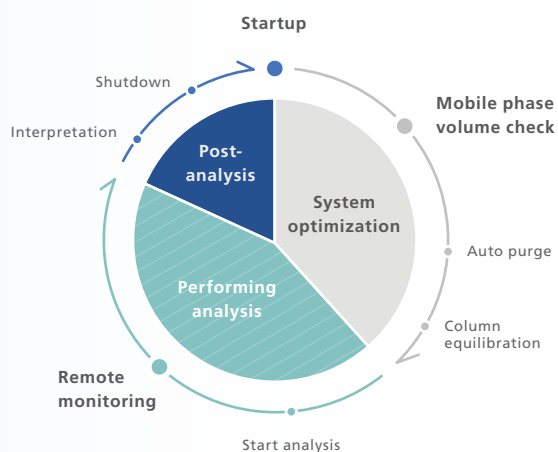 Startup
Mobile phase
volume check
Auto purge
Column
equilibration
Start analysis
Remote
monitoring
Interpretation
Shutdown
Post-
analysis
System
optimization
Performing
analysis